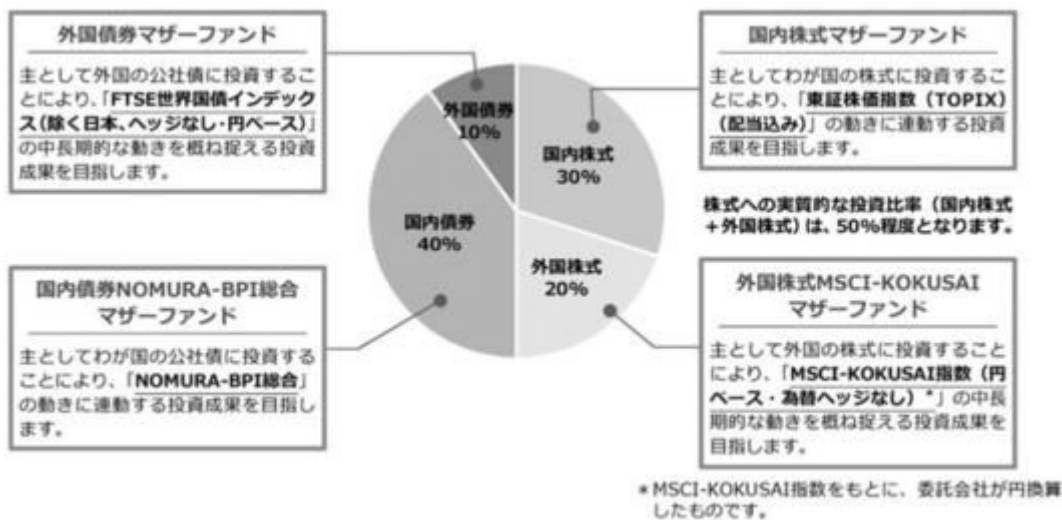 外国債券マザーファンド
主として外国の公社債に投資するこ
とにより、「FTSE世界国債インデック
ス(除く日本、ヘッジなし・円ベース)」
の中長期的な動きを概ね捉える投資
成果を目指します。
国内株式マザーファンド
主としてわが国の株式に投資するこ
とにより、「東証株価指数（TOPIX）
（配当込み）」の動きに連動する投資
成果を目指します。
外国債券
10%
国内株式
30%
国内債券
40%
外国株式
20%
株式への実質的な投資比率（国内株式
＋外国株式）は、50%程度となります。
国内債券NOMURA-BPI総合
マザーファンド
主としてわが国の公社債に投資する
ことにより、「NOMURA-BPI総合」
の動きに連動する投資成果を目指し
ます。
外国株式MSCI-KOKUSAI
マザーファンド
主として外国の株式に投資すること
により、「MSCI-KOKUSAI指数（円
ベース・為替ヘッジなし）*」の中長
期的な動きを概ね捉える投資成果を
目指します。
*MSCI-KOKUSAI指数をもとに、委託会社が円換算
したものです。